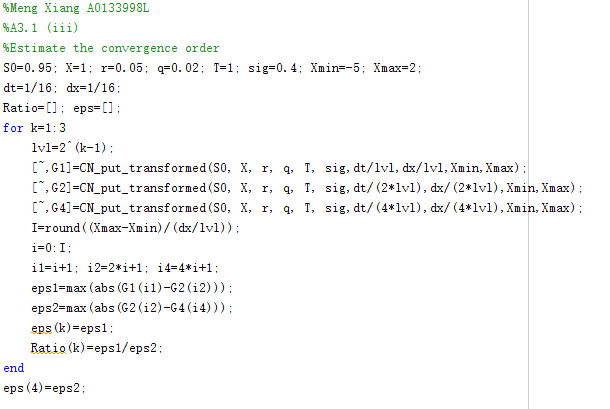 %Meng Xiang A0133998L
%A3.1 (iii)
%Estimate the convergence order
S0=0.95; X=1; r=0.05; q=0.02; T=1; sig=0.4; Xmin=-5; Xmax=2;
dt=1/16; dx=1/16;
Ratio=[]; eps=[];
for k=1:3
lvl=2^(k-1);
[~,G1]=CN_put_transformed(S0, X, r, q, T, sig,dt/lvl,dx/lvl,Xmin,Xmax);
[~,G2]=CN_put_transformed(S0, X, r, q, T, sig,dt/(2*lvl),dx/(2*lvl),Xmin,Xmax);
[~,G4]=CN_put_transformed(S0, X, r, q, T, sig,dt/(4*lvl),dx/(4*lvl),Xmin,Xmax);
I=round((Xmax-Xmin)/(dx/lvl));
i=0:I;
i1=i+1; i2=2*i+1; i4=4*i+1;
eps1=max(abs(G1(i1)-G2(i2)));
eps2=max(abs(G2(i2)-G4(i4)));
eps(k)=eps1;
Ratio(k)=eps1/eps2;
end
eps(4)=eps2;